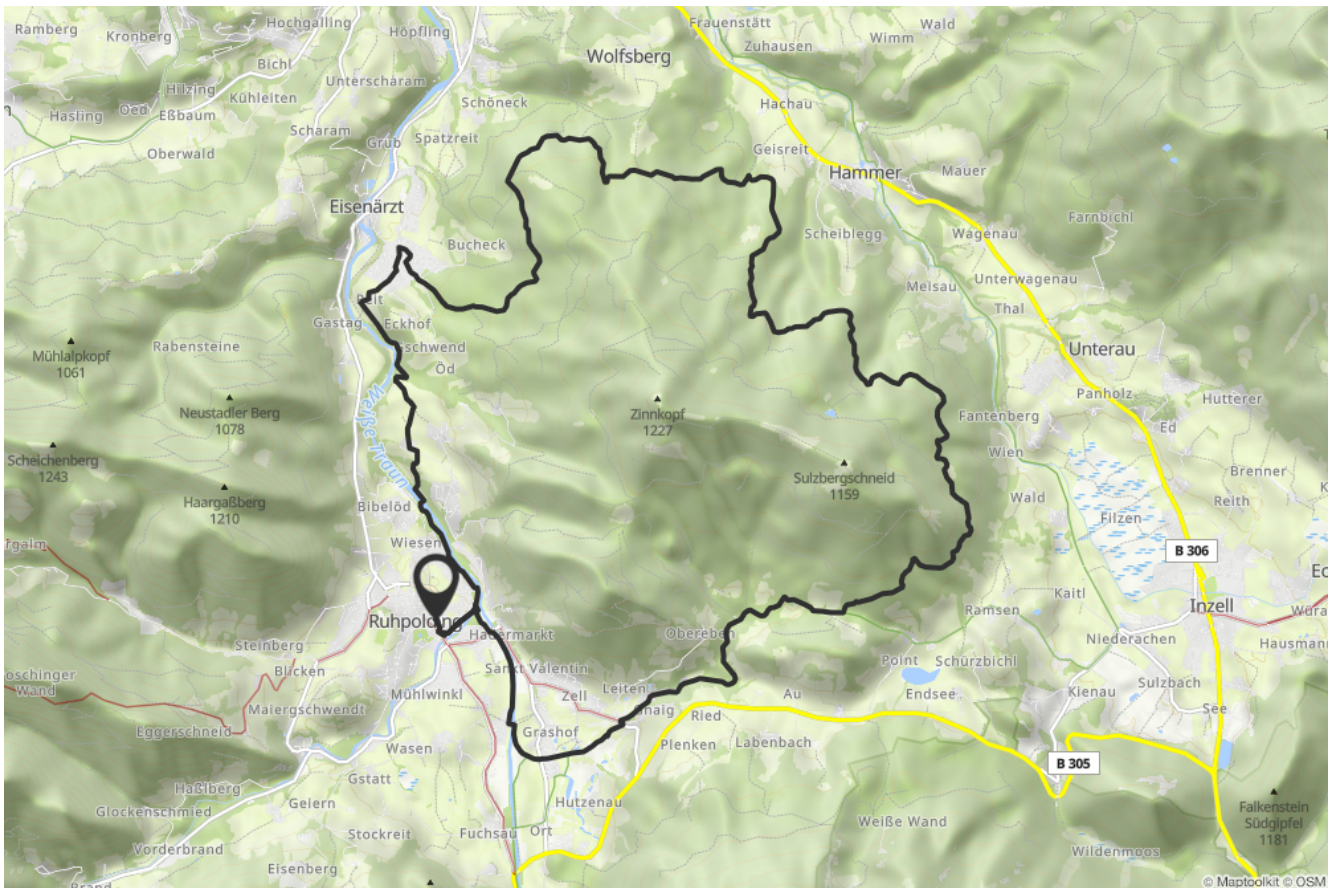 Ramberg
Kronberg
Hochgalling
Höpfling
Frauenstätt
Wald
Wimm
Zuhausen
Wolfsberg
Bichl
Hilzing
Unterscharam
Kühleiten
Oed
Eßbaum
Hasling
Schöneck
Hachau
Scharam
Spatzreit
Grub
Oberwald
Geisreit
Hammer
Mauer
Eisenärzt
Farnbichl
Scheiblegg
Wagenau
Bucheck
Unterwagenau
Melsau
Thal
Gastag
Eckhof
Mühlalpkopf
1061
Rabensteine
Öd
Unterau
Panholz
Hutterer
Neustadler Berg
1078
Weiße Traun
Zinnkopf
1227
Fantenberg
Ed
Wien
Brenner
Scheichenberg
1243
Sulzbergschneid
1159
Reith
Haargaßberg
1210
Bibelöd
Wald
Filzen
Wiesen
B 306
Kaitl
Inzell
Ruhpolding
Ramsen
Obereben
Niederachen
Steinberg
Sankt Valentin
Blicken
Point
Schürzbichl
Sulzbach
Zell
Leiten
Mühlwinkl
Au
Endsee
Kienau
Maiergschwendt
See
Ried
Eggerschneid
Grashof
Wasen
Plenken
Labenbach
B 305
Gstatt
Haßlberg
Geiern
Hutzenau
Glockenschmied
Falkenstein
Südgipfel
1181
Weiße Wand
Stockreit
Fuchsau
Ort
Vorderbrand
Wildenmoos
Eisenberg
© Maptoolkit © OSM